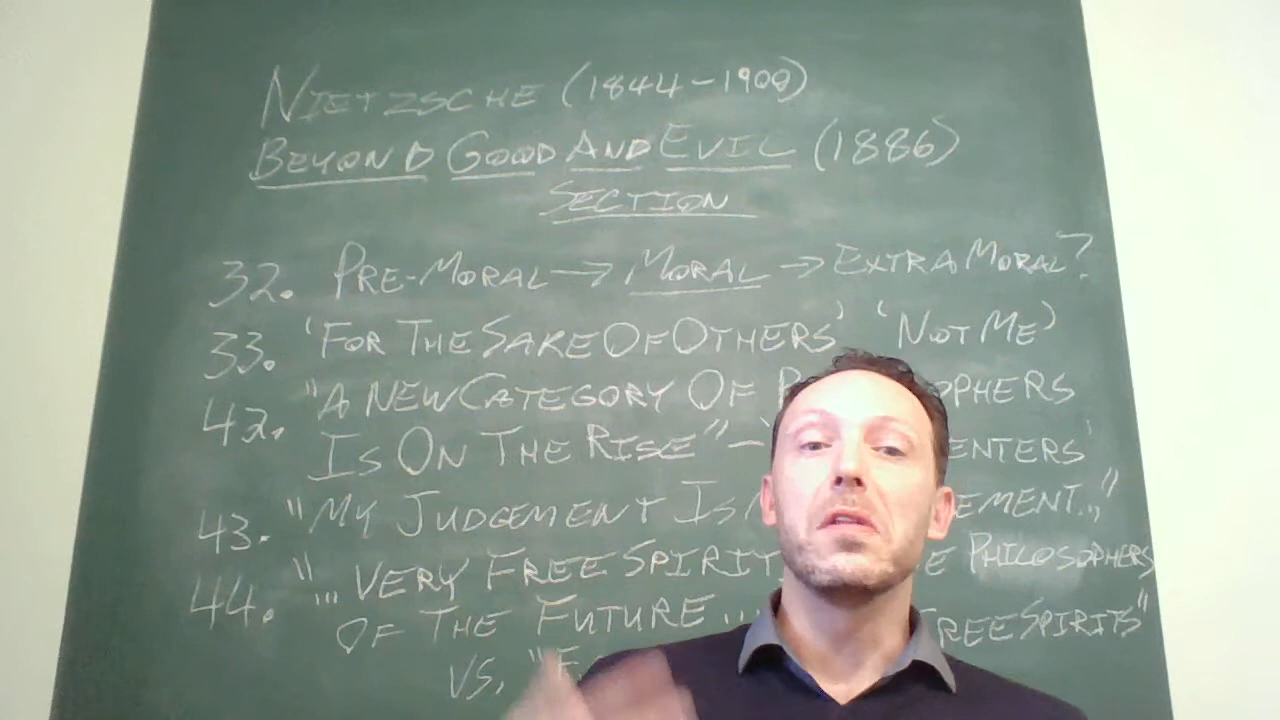 NIETZSCHE (1844-1900)
BEYOND GOOD AND EVIL (1886)
SECTION
32. PRE-MORAL → MORAL → EXTRA MORAL?
33. 'FOR THE SAKE OF OTHERS' 'NOT ME'
42. "A NEW CATEGORY OF
IS ON THE RISE" -
43. "MY JUDGEMENT IS
44. "... VERY FREE SPIRIT PHILOSOPHERS
OF THE FUTURE ...
VS.